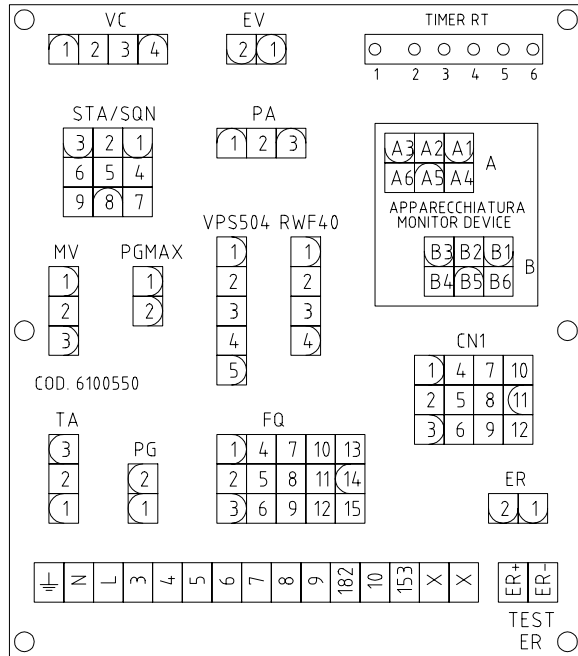 VC EV TIMER RT
1 2 3 4 2 1
1 2 3 4 5 6
STA/SQN PA
3 2 1
6 5 4
9 8 7
1 2 3
A3 A2 A1
A6 A5 A4
A
APPARECCHIATURA
MONITOR DEVICE
B3 B2 B1
B4 B5 B6
B
MV PGMAX VPS504 RWF40
1
2
3
1
2
1
2
3
4
5
1
2
3
4
CN1
1 4 7 10
2 5 8 11
3 6 9 12
COD. 6100550
TA PG FQ ER
3
2
1
2
1
1 4 7 10 13
2 5 8 11 14
3 6 9 12 15
2 1
N L 3 4 5 6 7 8 9 182 10 153 X X ER+ ER-
TEST
ER